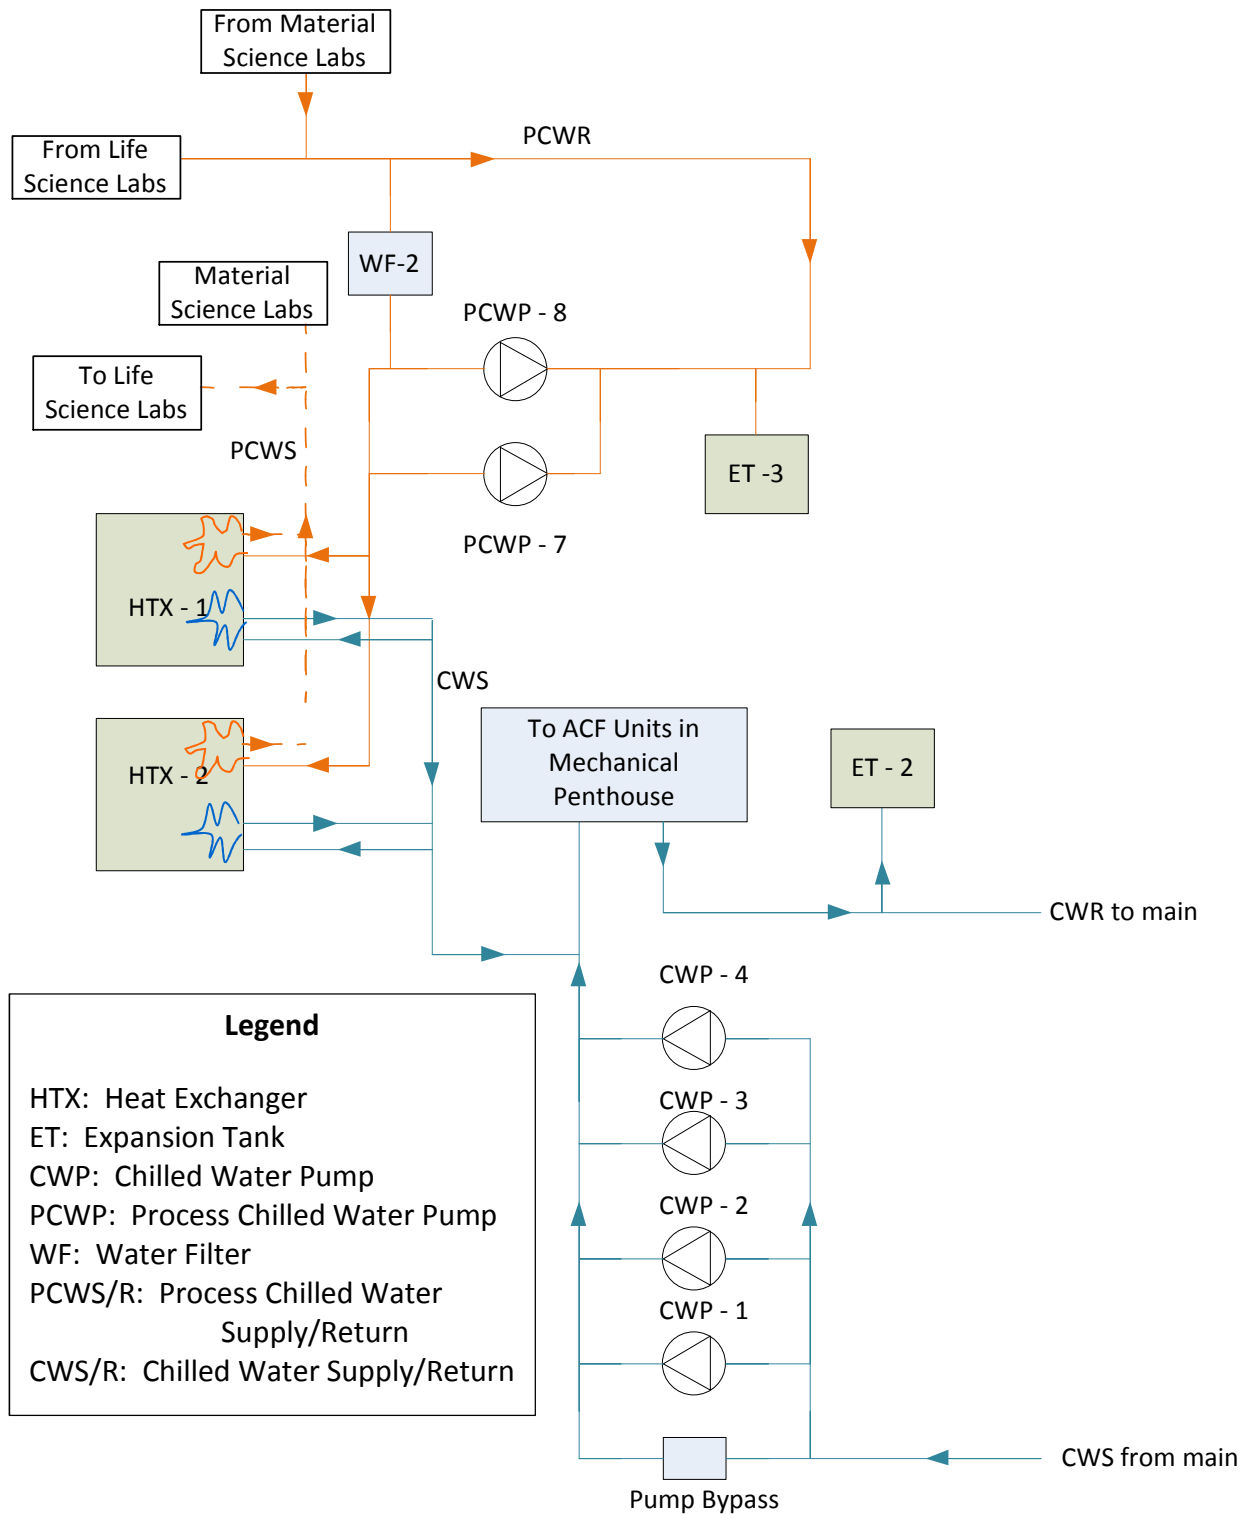 From Material
Science Labs
PCWR
From Life
Science Labs
WF-2
Material
Science Labs
PCWP - 8
To Life
Science Labs
PCWS
ET -3
PCWP - 7
HTX - 1
CWS
To ACF Units in
Mechanical
Penthouse
HTX - 2
ET - 2
CWR to main
CWP - 4
Legend
HTX:  Heat Exchanger
ET:  Expansion Tank
CWP:  Chilled Water Pump
PCWP:  Process Chilled Water Pump
WF:  Water Filter
PCWS/R:  Process Chilled Water
Supply/Return
CWS/R:  Chilled Water Supply/Return
CWP - 3
CWP - 2
CWP - 1
CWS from main
Pump Bypass